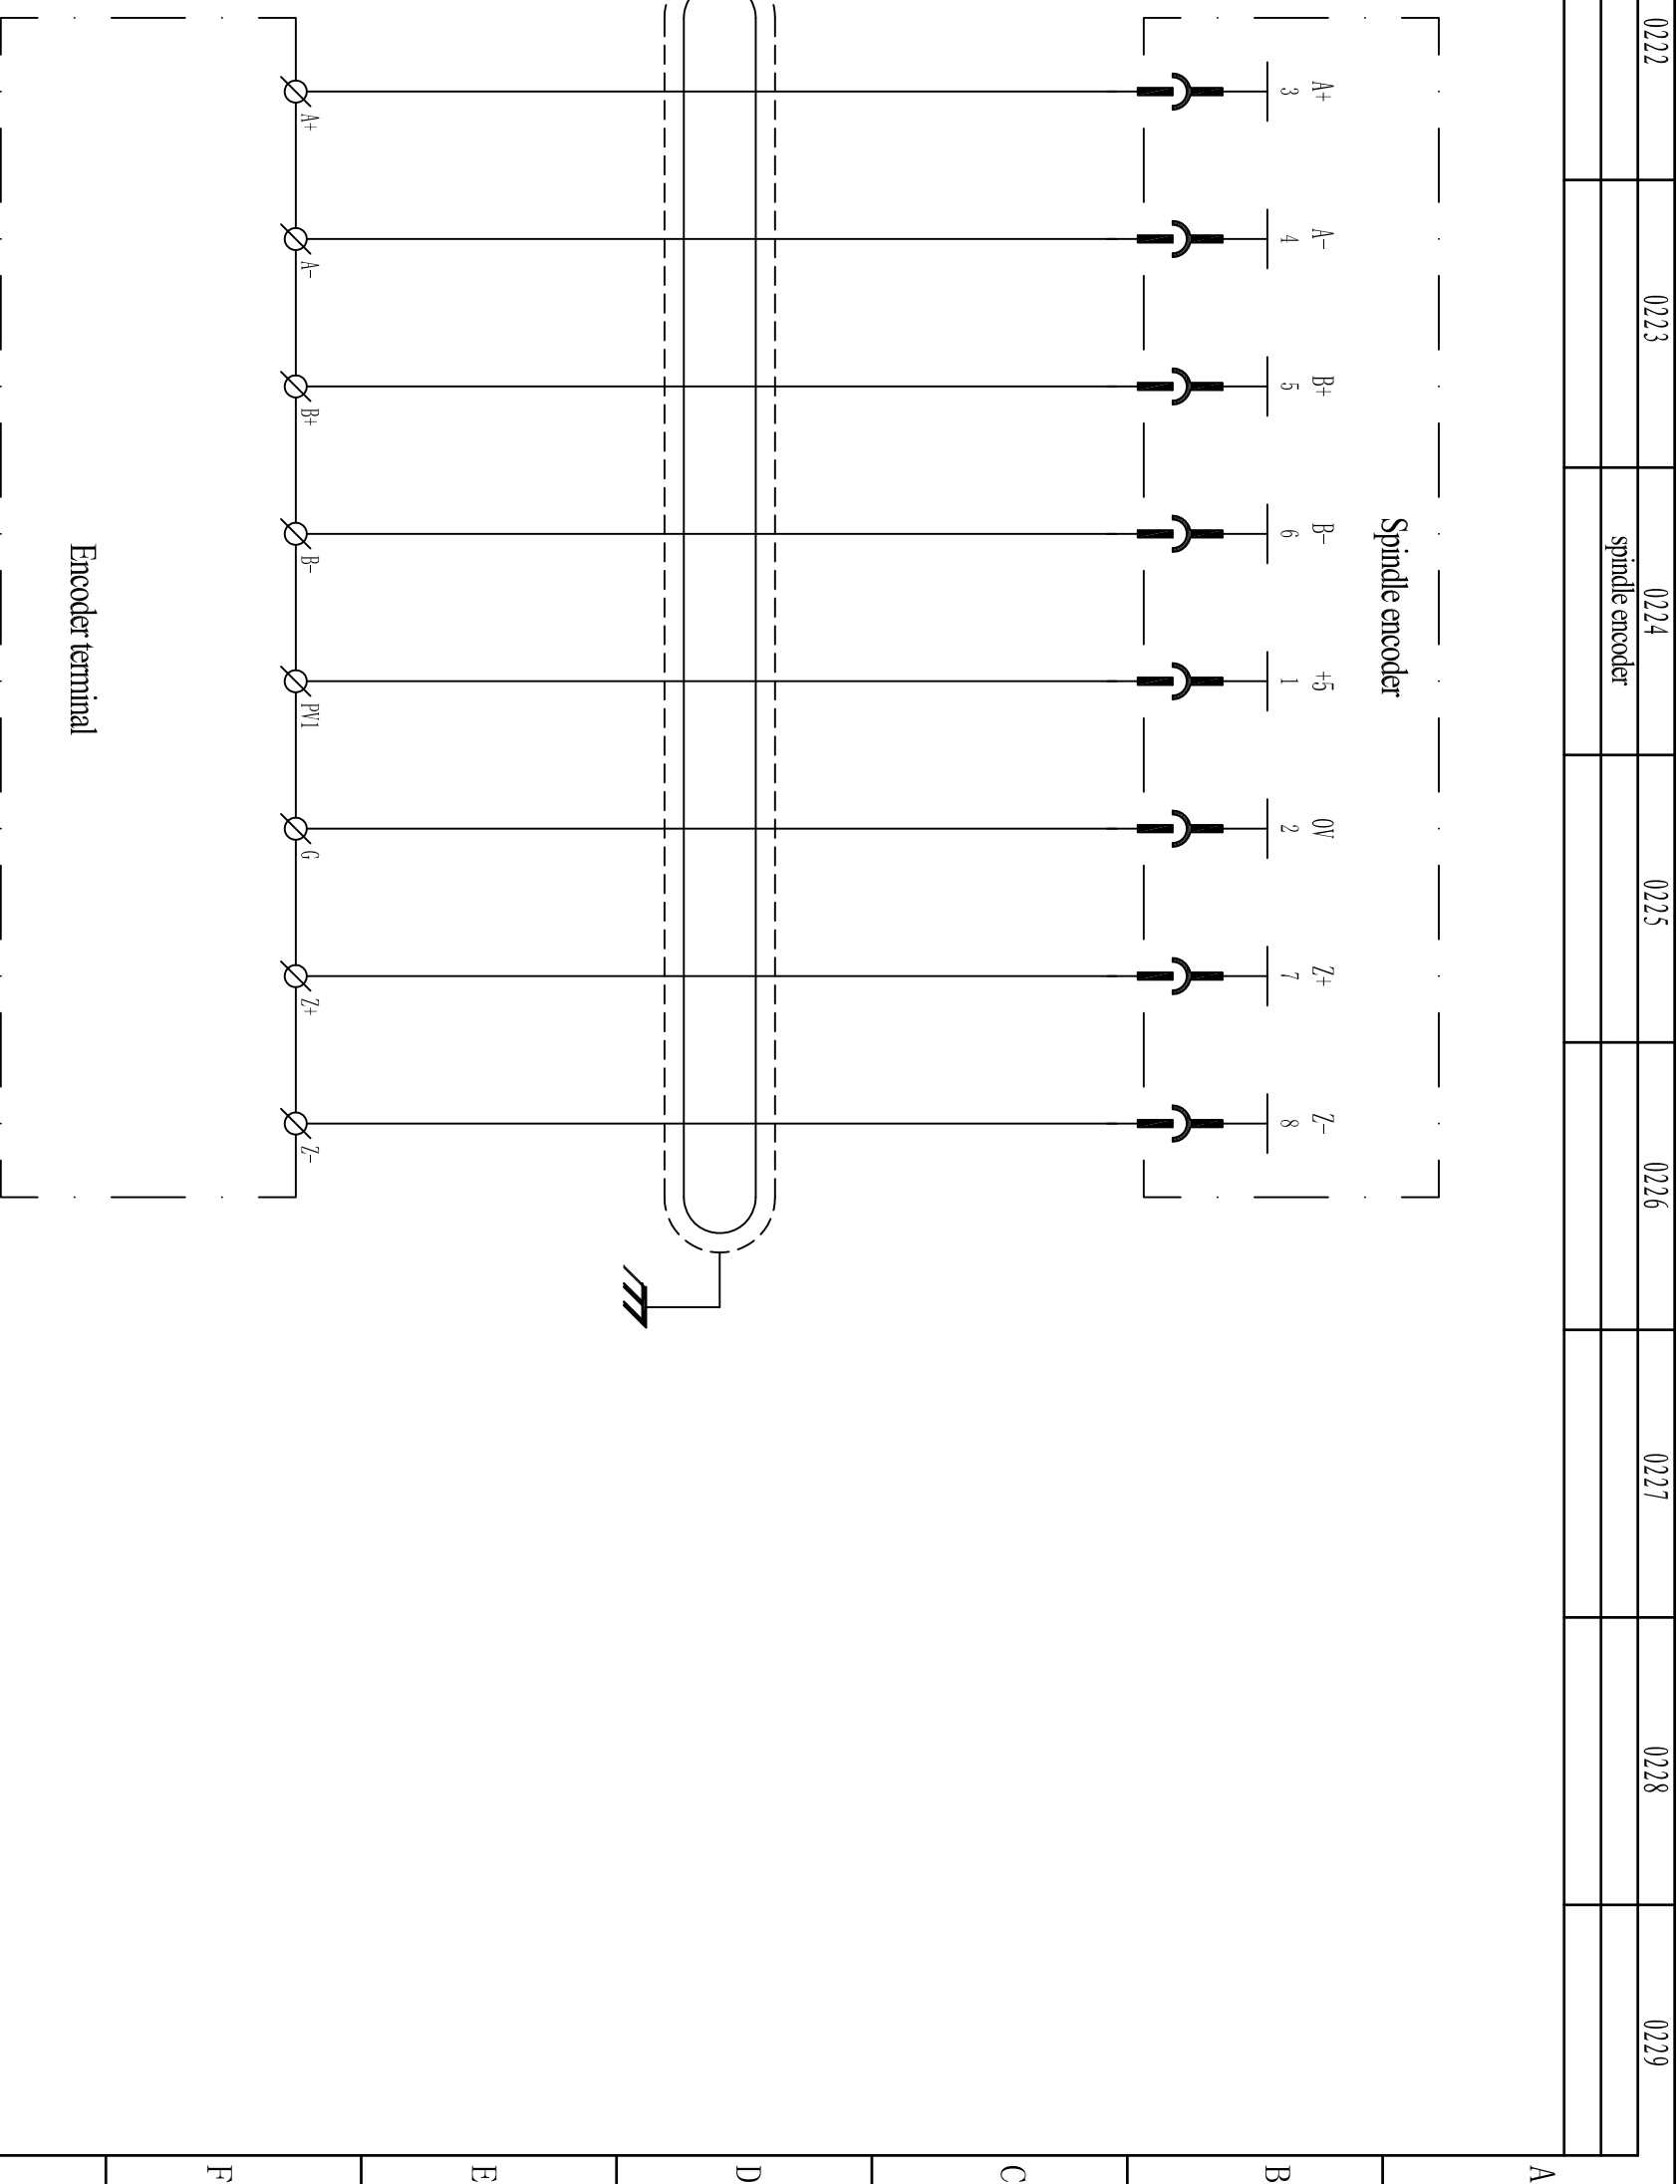 0222 0223 0224 0225 0226 0227 0228 0229
spindle encoder
A
Spindle encoder
A+ A- B+ B- +5 0V Z+ Z-
3 4 5 6 1 2 7 8
B
C
D
E
A+ A- B+ B- PV1 G Z+ Z-
F
Encoder terminal